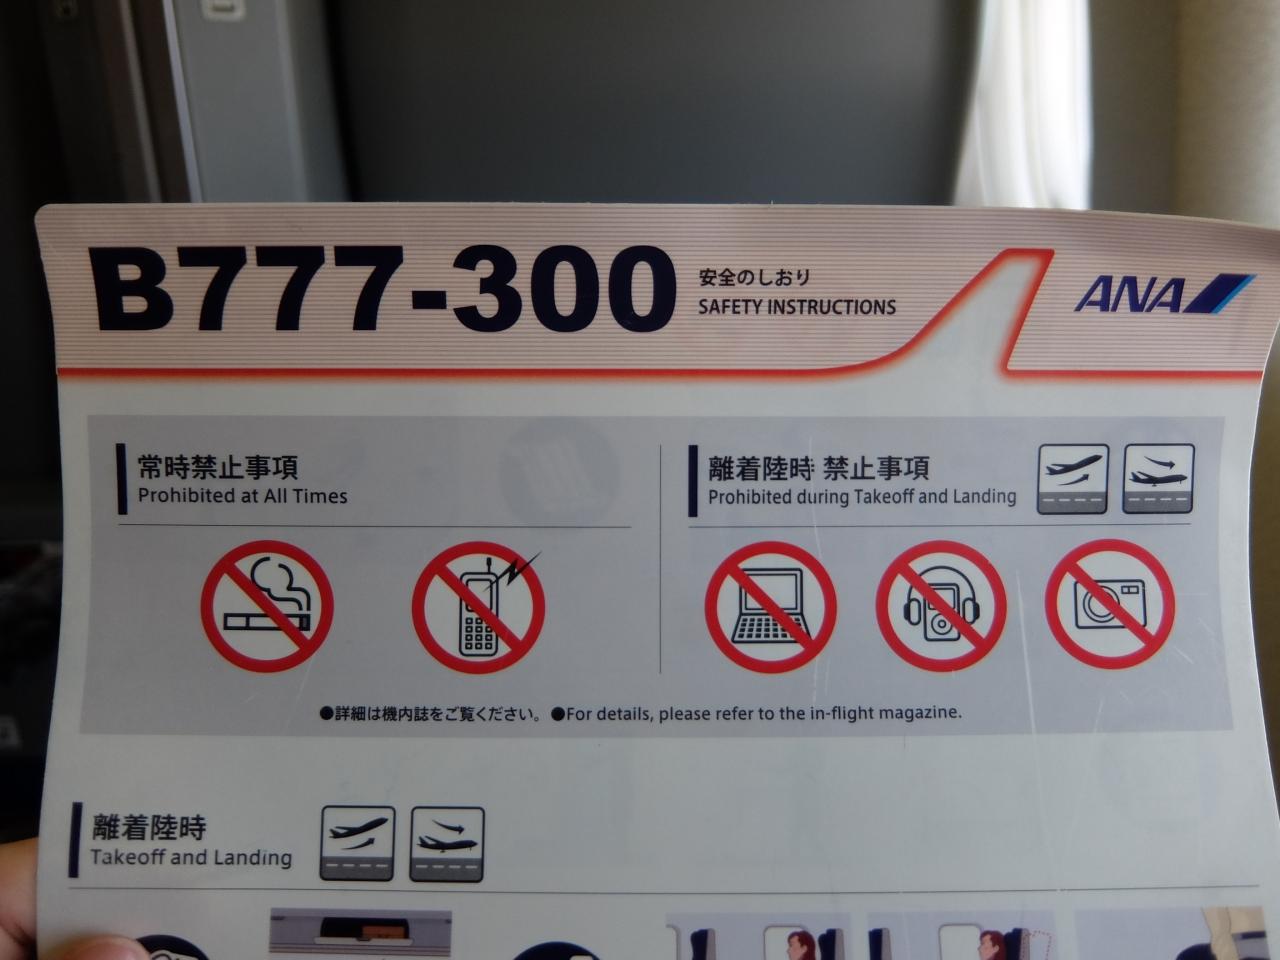 B777-300
安全のしおり
SAFETY INSTRUCTIONS
ANA
常時禁止事項
Prohibited at All Times
離着陸時 禁止事項
Prohibited during Takeoff and Landing
●詳細は機内誌をご覧ください。 ●For details, please refer to the in-flight magazine.
離着陸時
Takeoff and Landing